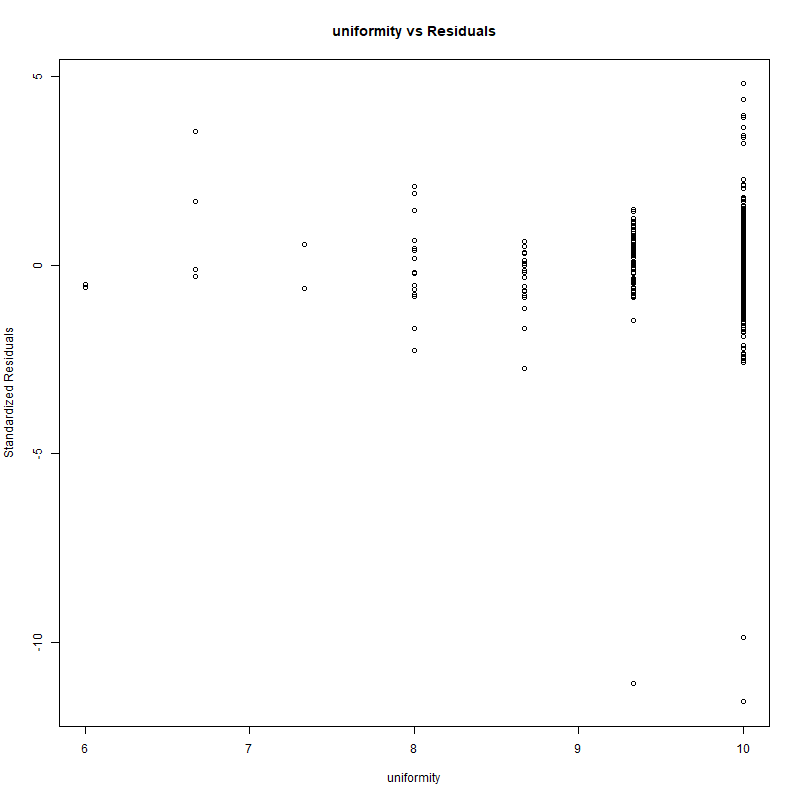 uniformity vs Residuals
Standardized Residuals
5
0
-5
-10
6 7 8 9 10
uniformity